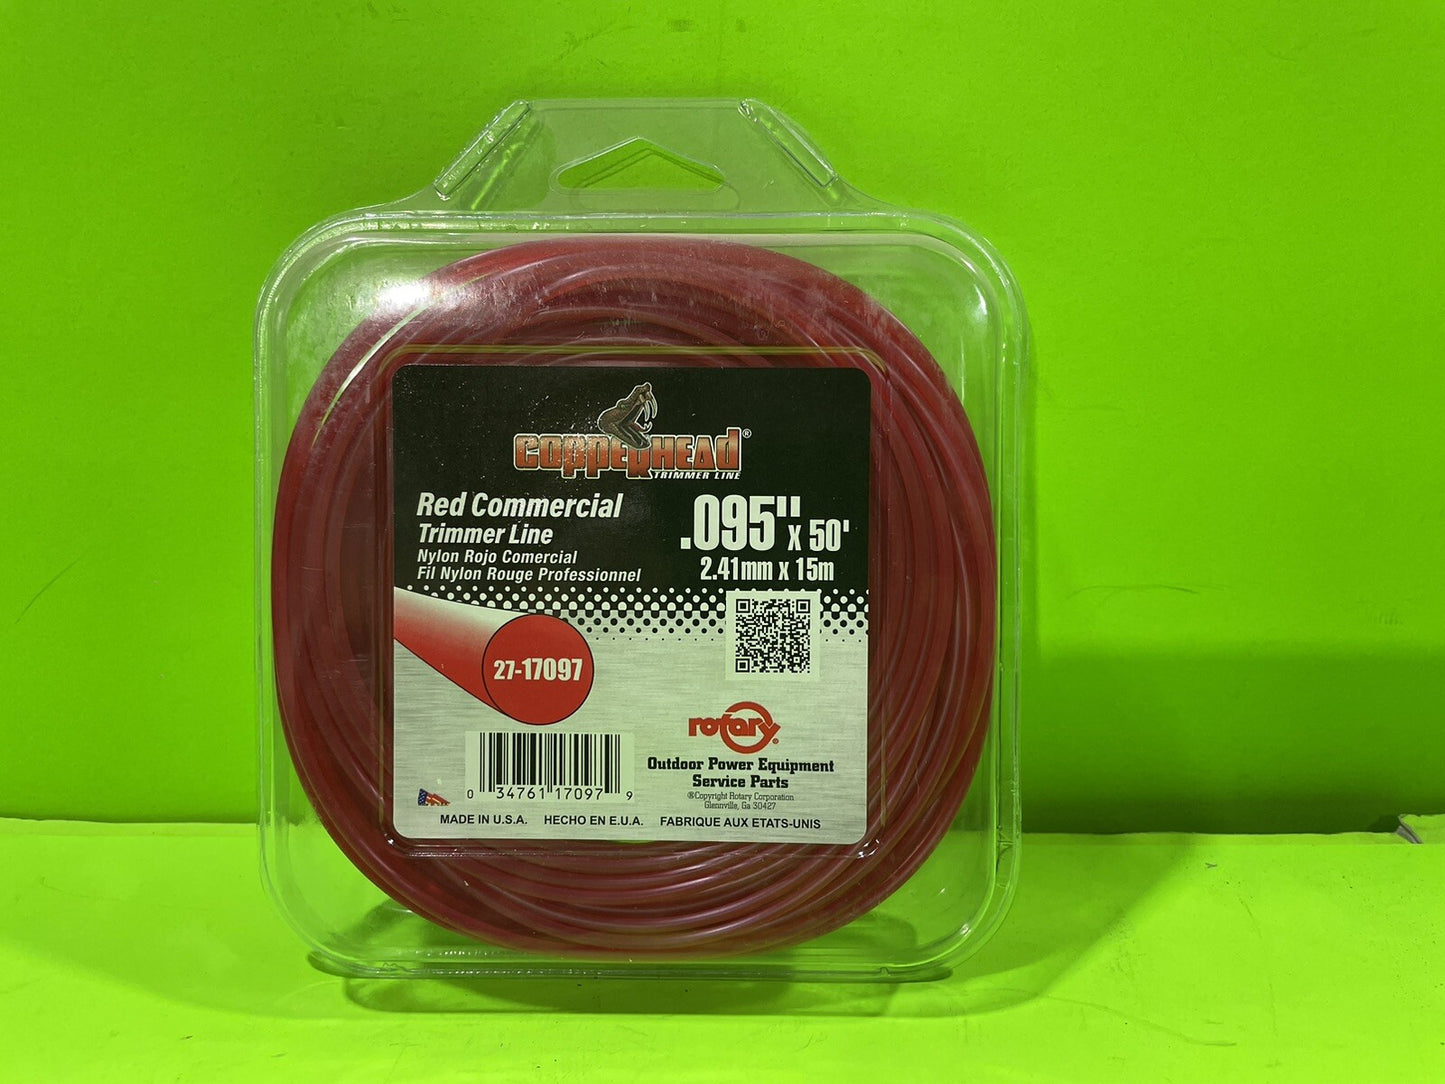 COPPERHEAD®
TRIMMER LINE
Red Commercial
Trimmer Line
Nylon Rojo Comercial
Fil Nylon Rouge Professionnel
.095" x 50'
2.41mm x 15m
27-17097
rotary®
Outdoor Power Equipment
Service Parts
®Copyright Rotary Corporation
Glennville, Ga 30427
0 34761 17097 9
MADE IN U.S.A. HECHO EN E.U.A. FABRIQUE AUX ETATS-UNIS